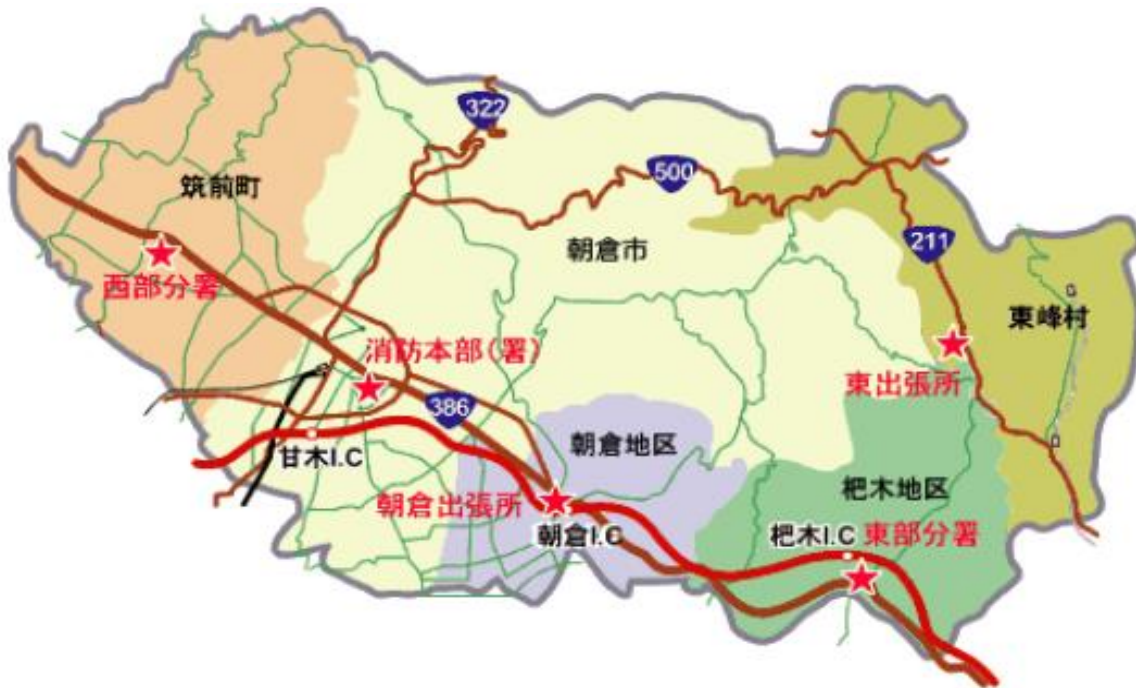 322
500
筑前町
朝倉市
211
西部分署
東峰村
消防本部(署)
東出張所
386
朝倉地区
甘木I.C
杷木地区
朝倉出張所
朝倉I.C
杷木I.C
東部分署